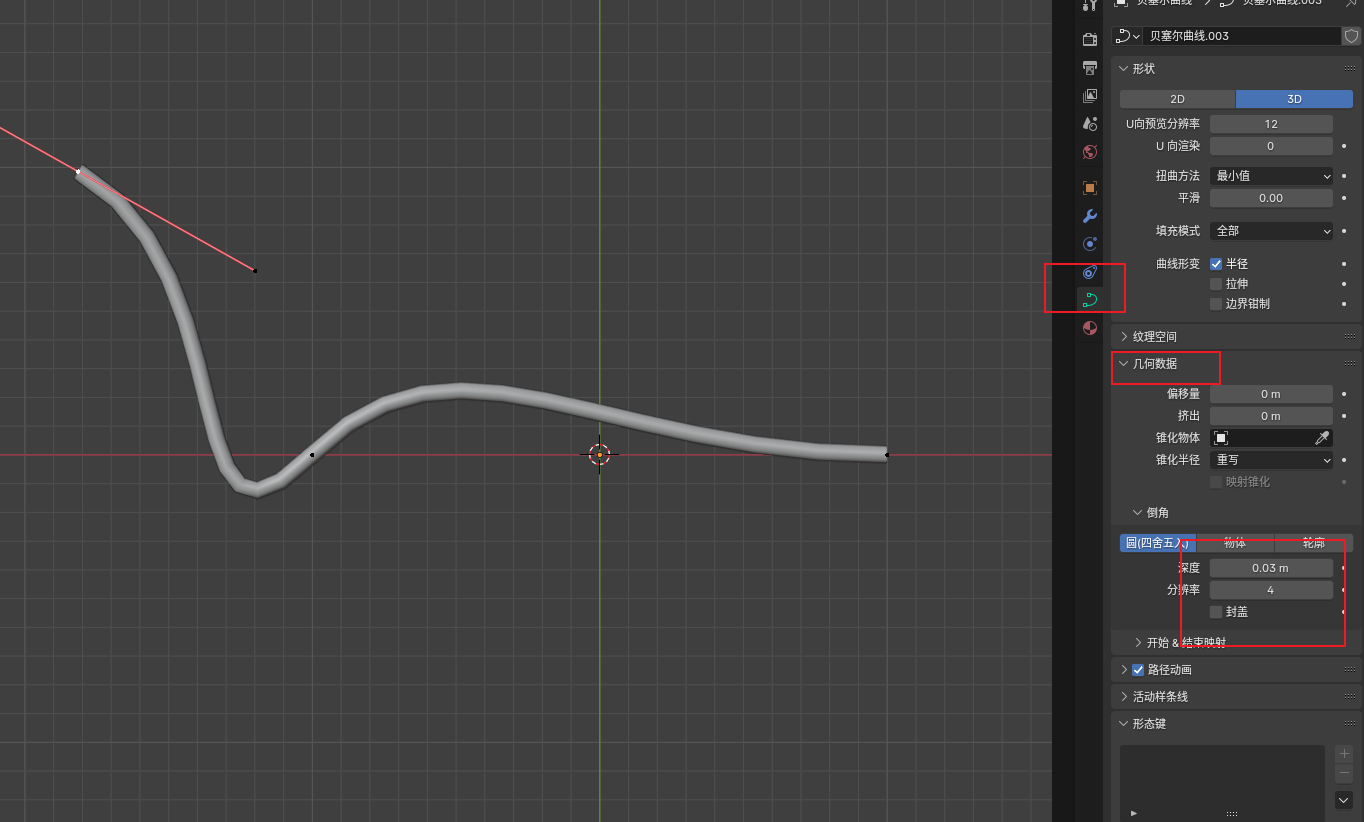 贝塞尔曲线 贝塞尔曲线.003
贝塞尔曲线.003
形状
2D 3D
U向预览分辨率 12
U 向渲染 0
扭曲方法 最小值
平滑 0.00
填充模式 全部
曲线形变 半径
拉伸
边界钳制
纹理空间
几何数据
偏移量 0 m
挤出 0 m
锥化物体
锥化半径 重写
映射锥化
倒角
圆(四舍五入) 物体 轮廓
深度 0.03 m
分辨率 4
封盖
开始 & 结束映射
路径动画
活动样条线
形态键